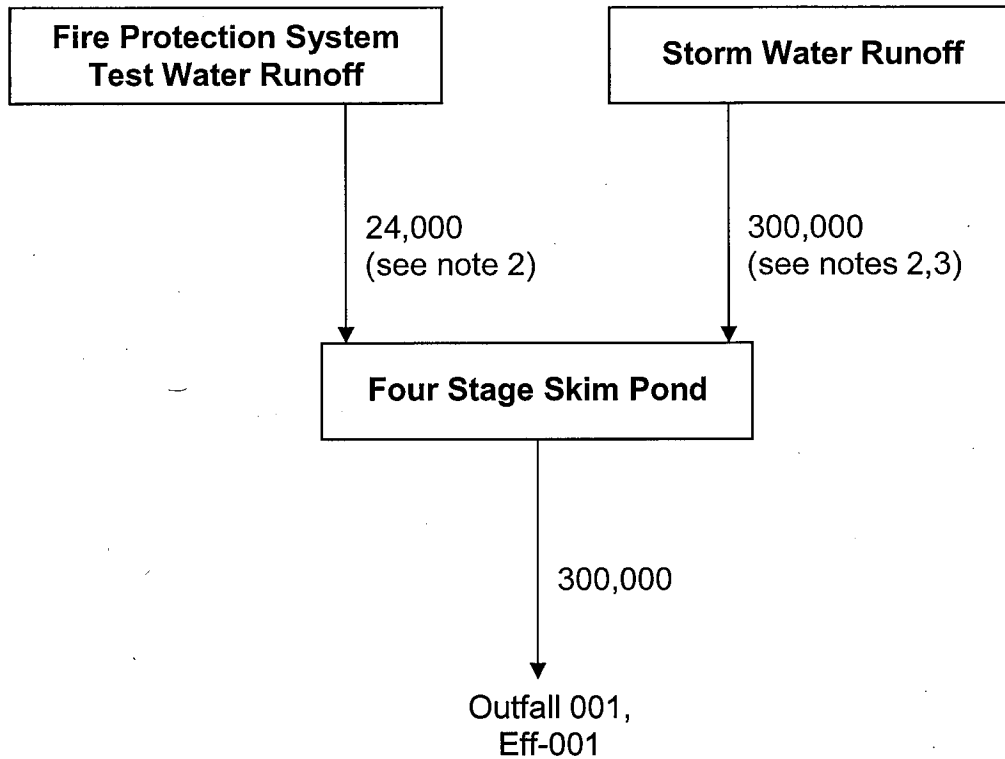 Fire Protection System
Test Water Runoff
Storm Water Runoff
24,000
(see note 2)
300,000
(see notes 2,3)
Four Stage Skim Pond
300,000
Outfall 001,
Eff-001